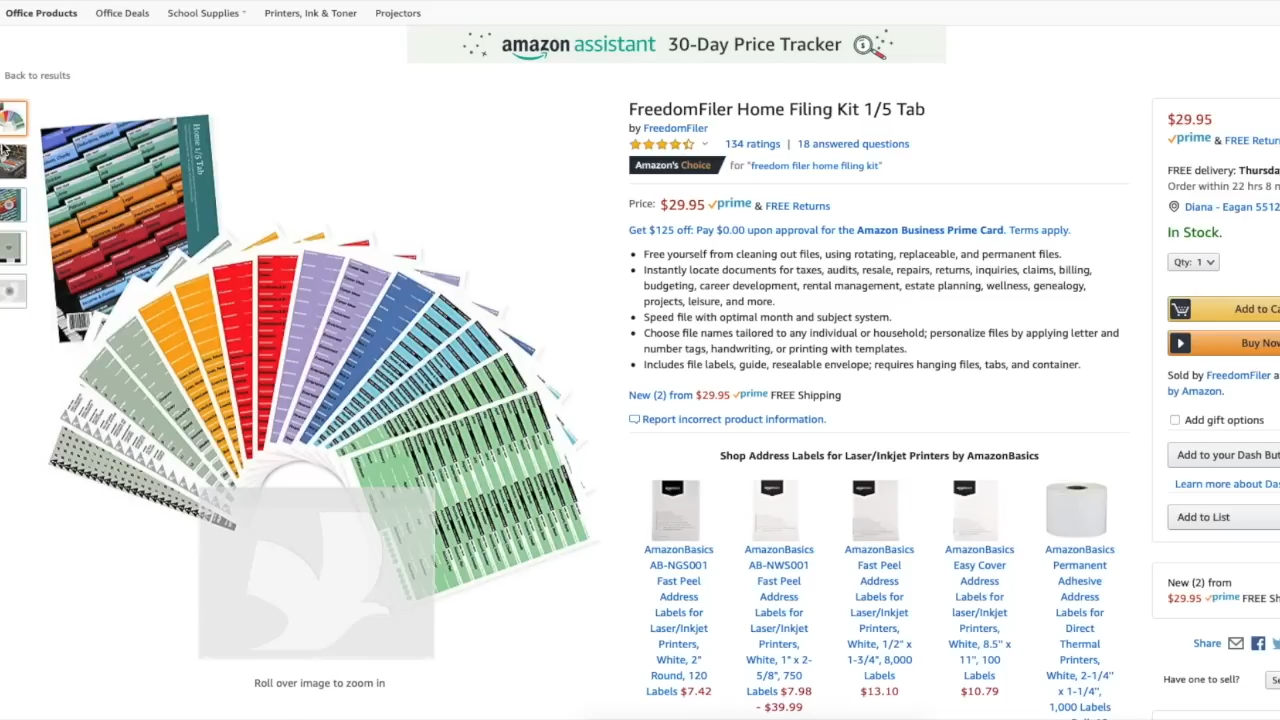 Office Products Office Deals School Supplies Printers, Ink & Toner Projectors
amazon assistant 30-Day Price Tracker
Back to results
Home 1/5 Tab
FreedomFiler Home Filing Kit 1/5 Tab
by FreedomFiler
134 ratings | 18 answered questions
Amazon's Choice for "freedom filer home filing kit"
Price: $29.95 prime & FREE Returns
Get $125 off: Pay $0.00 upon approval for the Amazon Business Prime Card. Terms apply.
• Free yourself from cleaning out files, using rotating, replaceable, and permanent files.
• Instantly locate documents for taxes, audits, resale, repairs, returns, inquiries, claims, billing,
budgeting, career development, rental management, estate planning, wellness, genealogy,
projects, leisure, and more.
• Speed file with optimal month and subject system.
• Choose file names tailored to any individual or household; personalize files by applying letter and
number tags, handwriting, or printing with templates.
• Includes file labels, guide, resealable envelope; requires hanging files, tabs, and container.
New (2) from $29.95 prime FREE Shipping
Report incorrect product information.
Shop Address Labels for Laser/Inkjet Printers by AmazonBasics
AmazonBasics
AB-NGS001
Fast Peel
Address
Labels for
Laser/Inkjet
Printers,
White, 2"
Round, 120
Labels $7.42
AmazonBasics
AB-NWS001
Fast Peel
Address
Labels for
Laser/Inkjet
Printers,
White, 1" x 2-
5/8", 750
Labels $7.98
- $39.99
AmazonBasics
Fast Peel
Address
Labels for
Laser/Inkjet
Printers,
White, 1/2" x
1-3/4", 8,000
Labels
$13.10
AmazonBasics
Easy Cover
Address
Labels for
laser/Inkjet
Printers,
White, 8.5" x
11", 100
Labels
$10.79
AmazonBasics
Permanent
Adhesive
Address
Labels for
Direct
Thermal
Printers,
White, 2-1/4"
x 1-1/4",
1,000 Labels
Roll over image to zoom in
$29.95
prime & FREE Return
FREE delivery: Thursda
Order within 22 hrs 8 m
Diana - Eagan 5512
In Stock.
Qty: 1
Add to Ca
Buy Now
Sold by FreedomFiler a
by Amazon.
Add gift options
Add to your Dash But
Learn more about Das
Add to List
New (2) from
$29.95 prime FREE Sh
Share
Have one to sell? Se